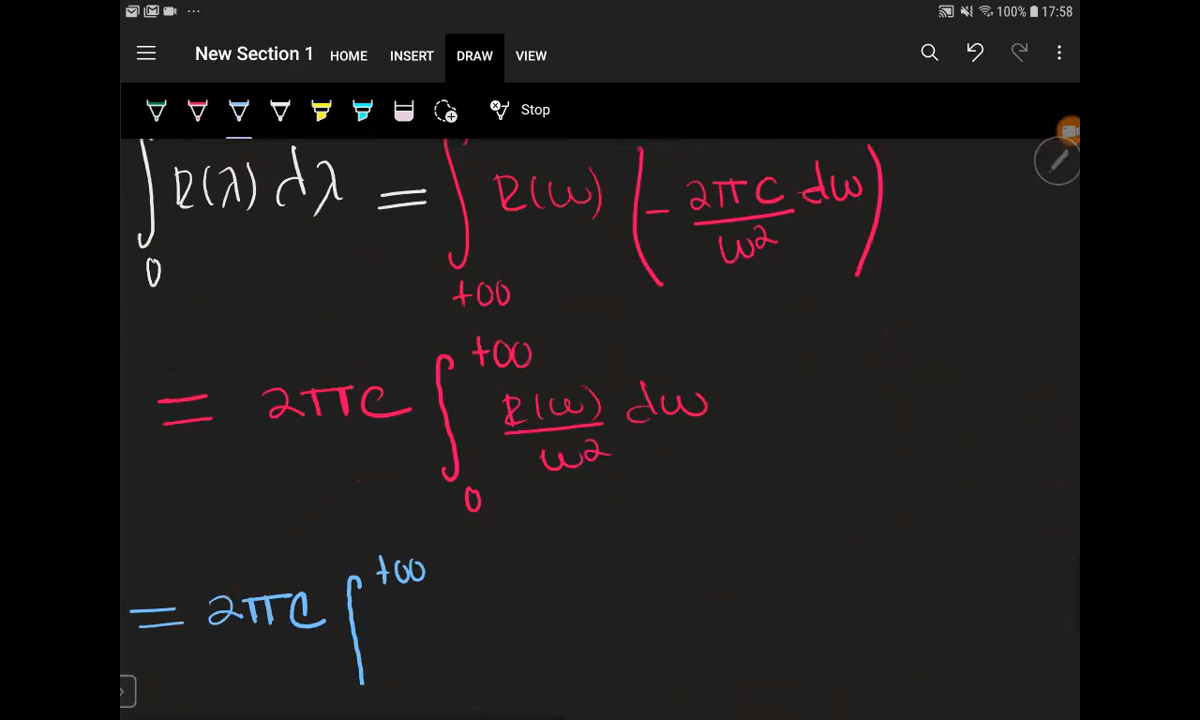 100% 17:58
New Section 1 HOME INSERT DRAW VIEW
Stop
∫₀ R(λ) dλ = ∫₊∞ R(ω) (− 2πc/ω² dω)
= 2πc ∫₀^+∞ R(ω)/ω² dω
= 2πc ∫^+∞